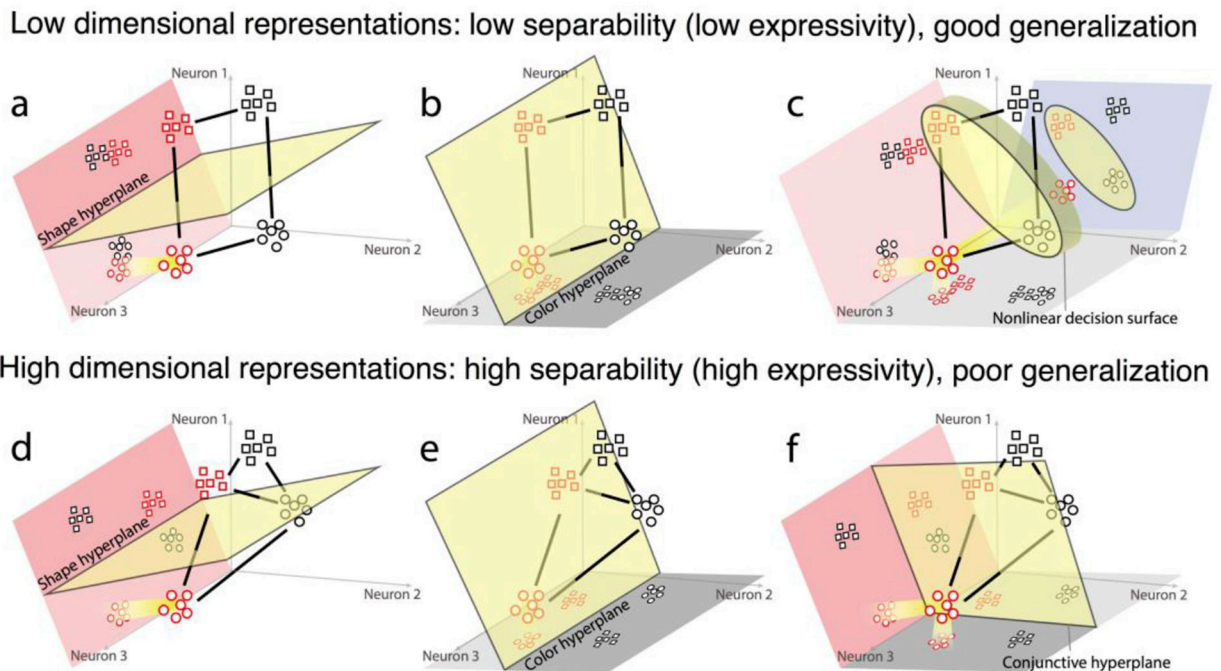 Low dimensional representations: low separability (low expressivity), good generalization
a
Neuron 1
Shape hyperplane
Neuron 2
Neuron 3
b
Neuron 1
Color hyperplane
Neuron 2
Neuron 3
c
Neuron 1
Neuron 2
Neuron 3
Nonlinear decision surface
High dimensional representations: high separability (high expressivity), poor generalization
d
Neuron 1
Shape hyperplane
Neuron 2
Neuron 3
e
Neuron 1
Color hyperplane
Neuron 2
Neuron 3
f
Neuron 1
Neuron 2
Neuron 3
Conjunctive hyperplane